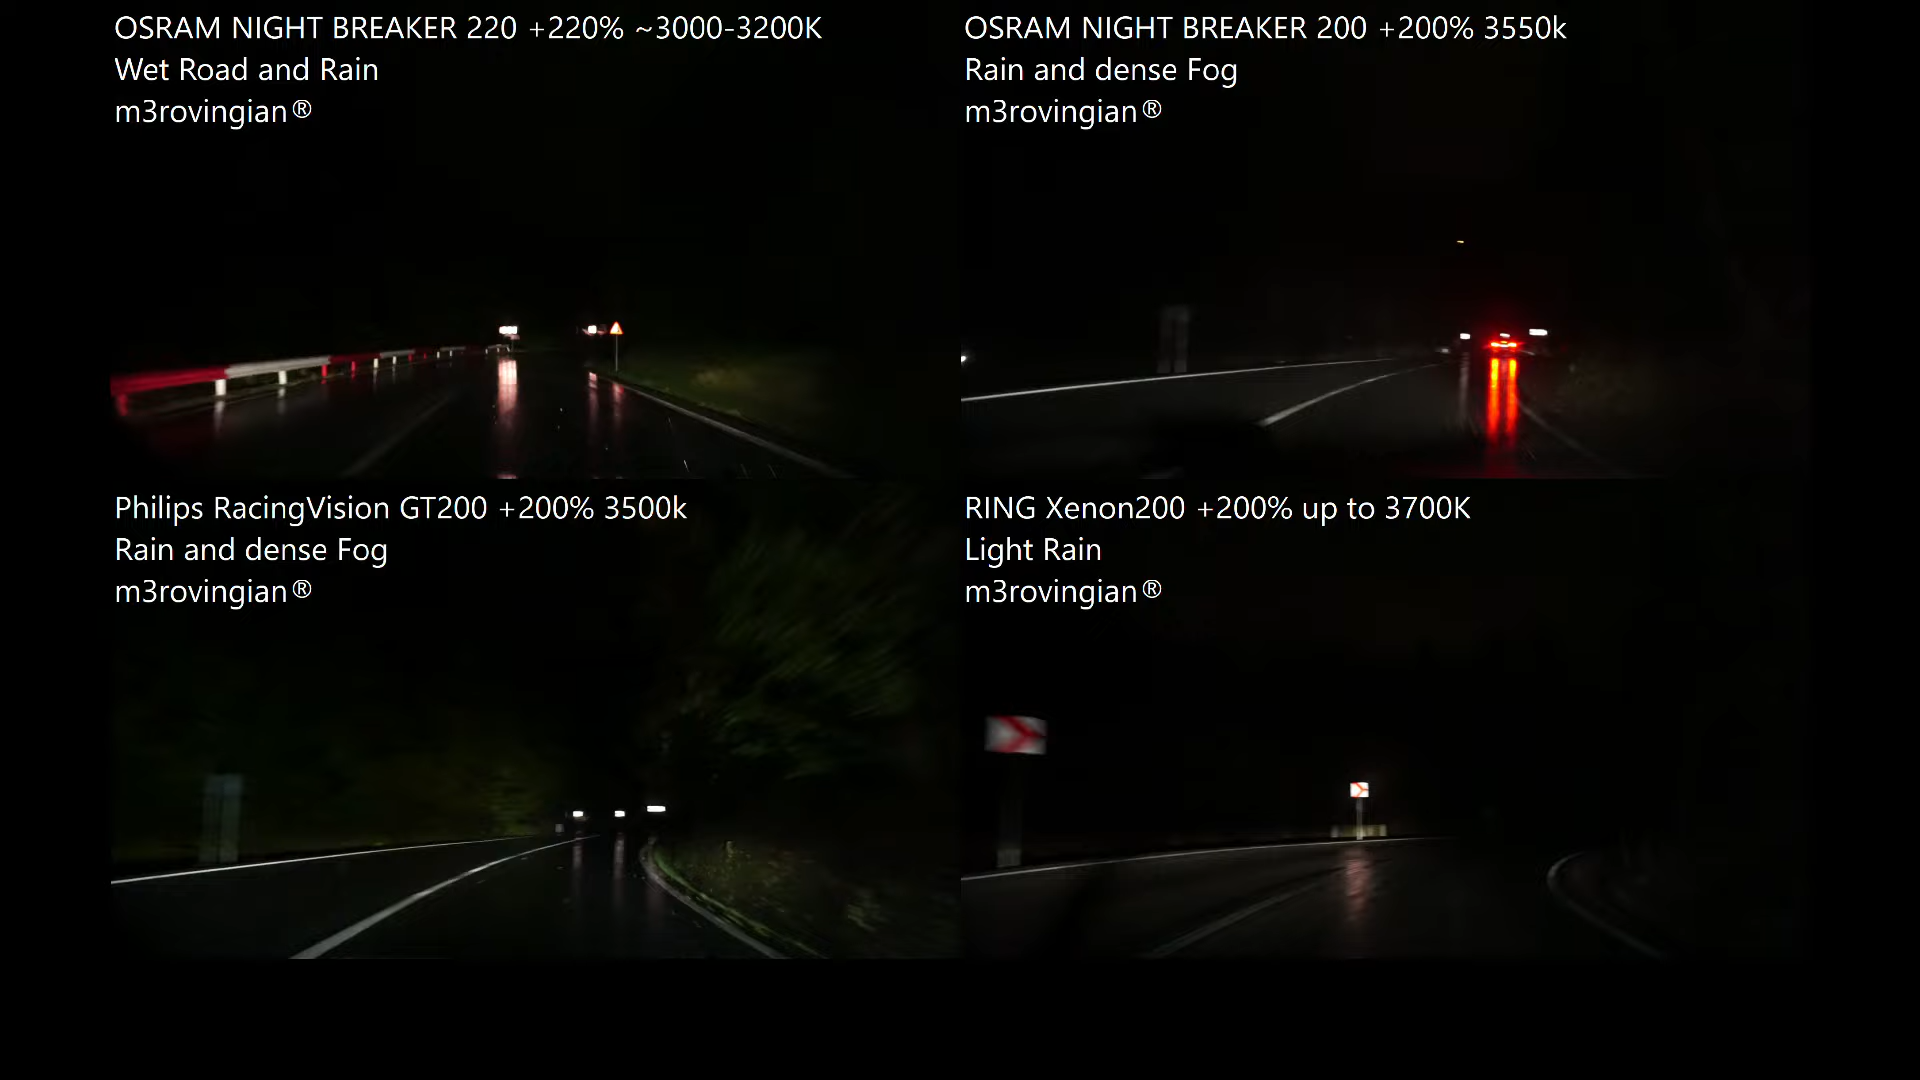 OSRAM NIGHT BREAKER 220 +220% ~3000-3200K
Wet Road and Rain
m3rovingian®
OSRAM NIGHT BREAKER 200 +200% 3550k
Rain and dense Fog
m3rovingian®
Philips RacingVision GT200 +200% 3500k
Rain and dense Fog
m3rovingian®
RING Xenon200 +200% up to 3700K
Light Rain
m3rovingian®